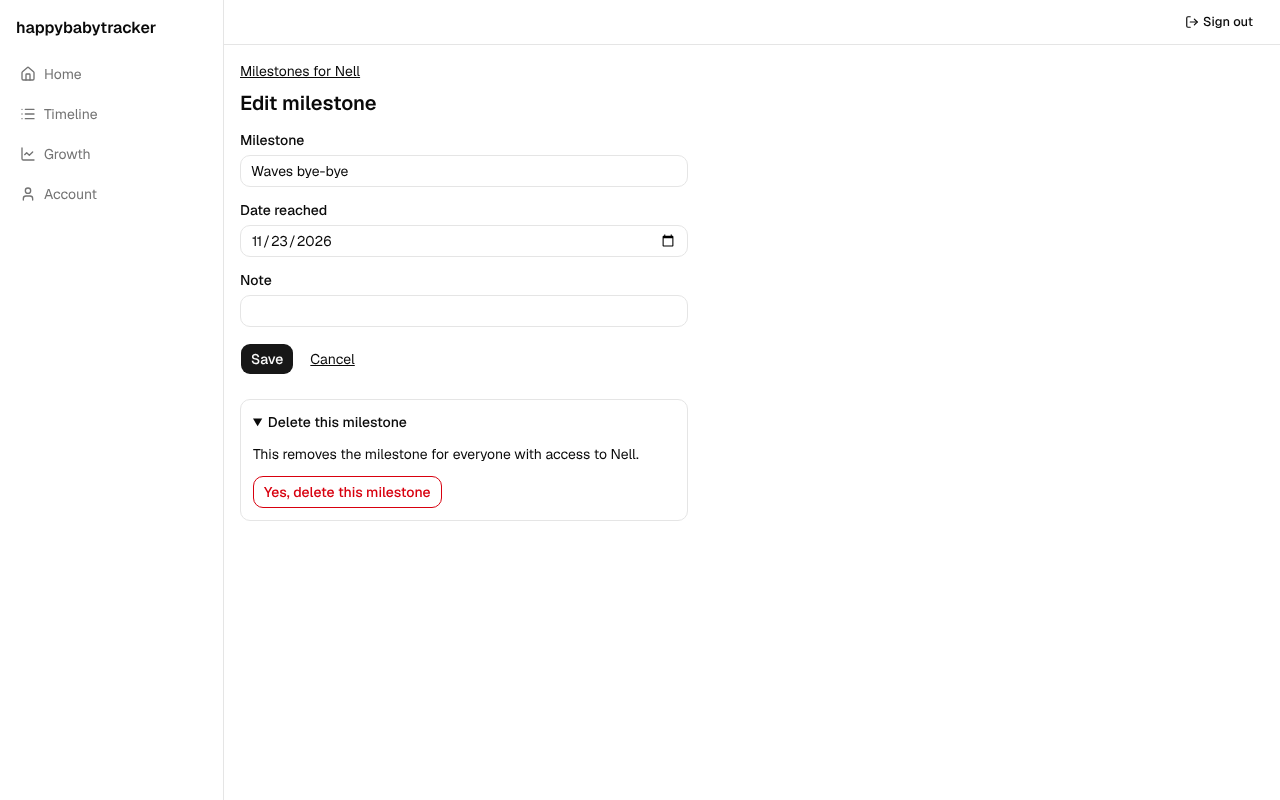 happybabytracker
Sign out
Home
Timeline
Growth
Account
Milestones for Nell
Edit milestone
Milestone
Waves bye-bye
Date reached
11/23/2026
Note
Save
Cancel
Delete this milestone
This removes the milestone for everyone with access to Nell.
Yes, delete this milestone